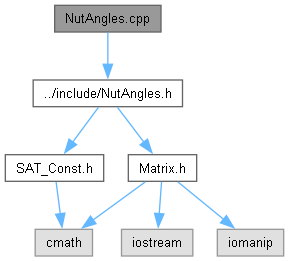 NutAngles.cpp
../include/NutAngles.h
SAT_Const.h
Matrix.h
cmath
iostream
iomanip